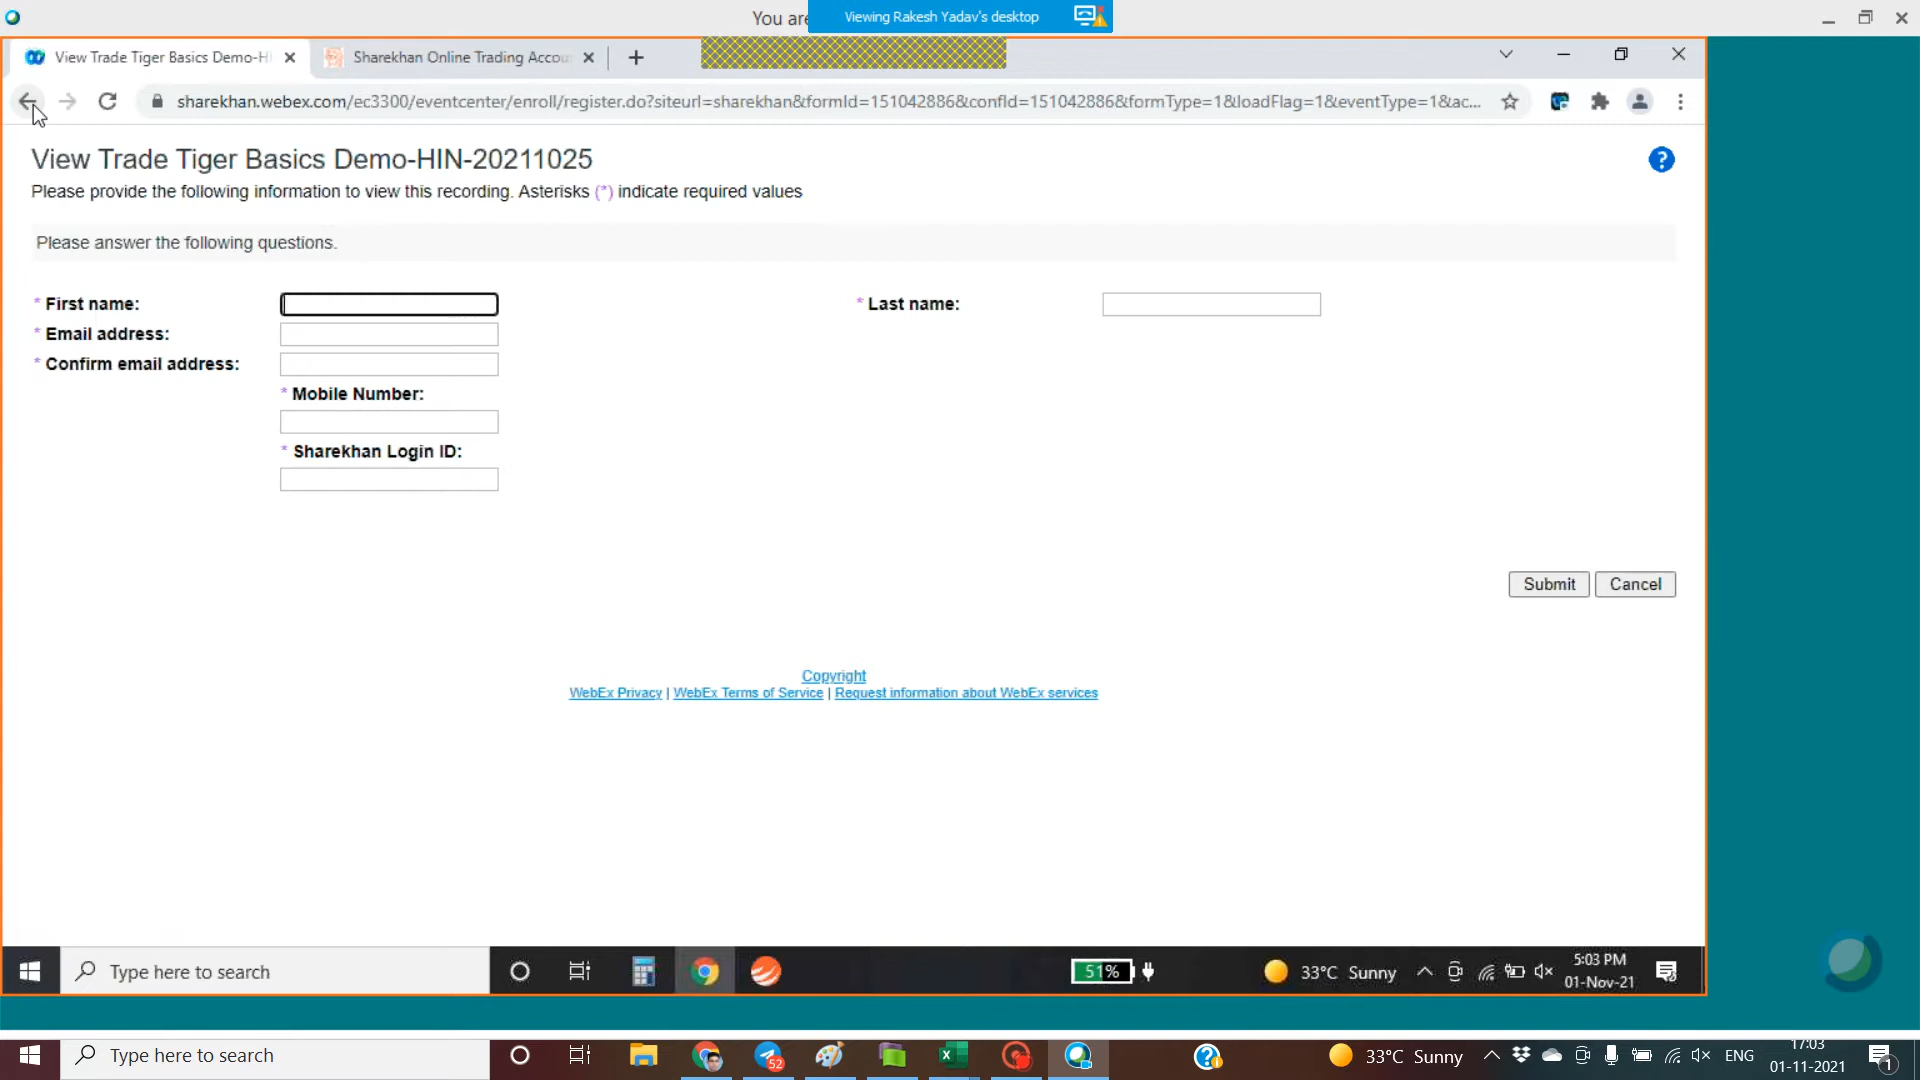 You are
Viewing Rakesh Yadav's desktop
View Trade Tiger Basics Demo-HI
Sharekhan Online Trading Accou
sharekhan.webex.com/ec3300/eventcenter/enroll/register.do?siteurl=sharekhan&formId=151042886&confId=151042886&formType=1&loadFlag=1&eventType=1&ac...
View Trade Tiger Basics Demo-HIN-20211025
?
Please provide the following information to view this recording. Asterisks (*) indicate required values
Please answer the following questions.
* First name:
* Last name:
* Email address:
* Confirm email address:
* Mobile Number:
* Sharekhan Login ID:
Submit
Cancel
Copyright
WebEx Privacy | WebEx Terms of Service | Request information about WebEx services
Type here to search
51%
33°C Sunny
5:03 PM
01-Nov-21
Type here to search
52
33°C Sunny
ENG
17:03
01-11-2021
1